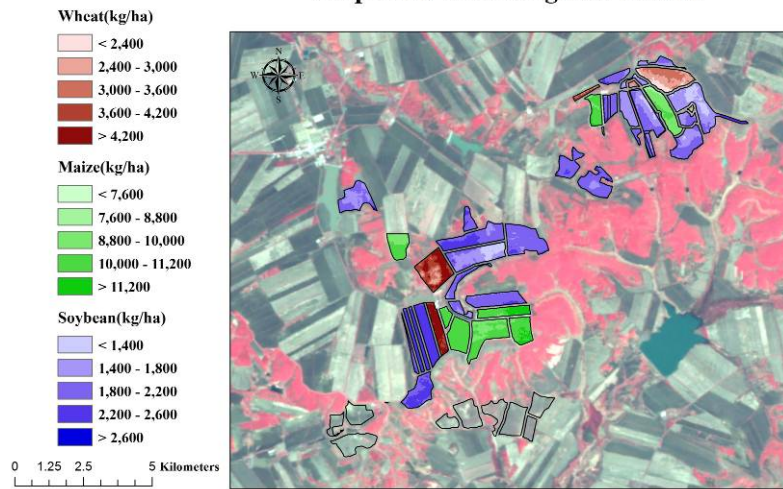 Wheat(kg/ha)
< 2,400
2,400 - 3,000
3,000 - 3,600
3,600 - 4,200
> 4,200
Maize(kg/ha)
< 7,600
7,600 - 8,800
8,800 - 10,000
10,000 - 11,200
> 11,200
Soybean(kg/ha)
< 1,400
1,400 - 1,800
1,800 - 2,200
2,200 - 2,600
> 2,600
0 1.25 2.5 5 Kilometers
N
W E
S